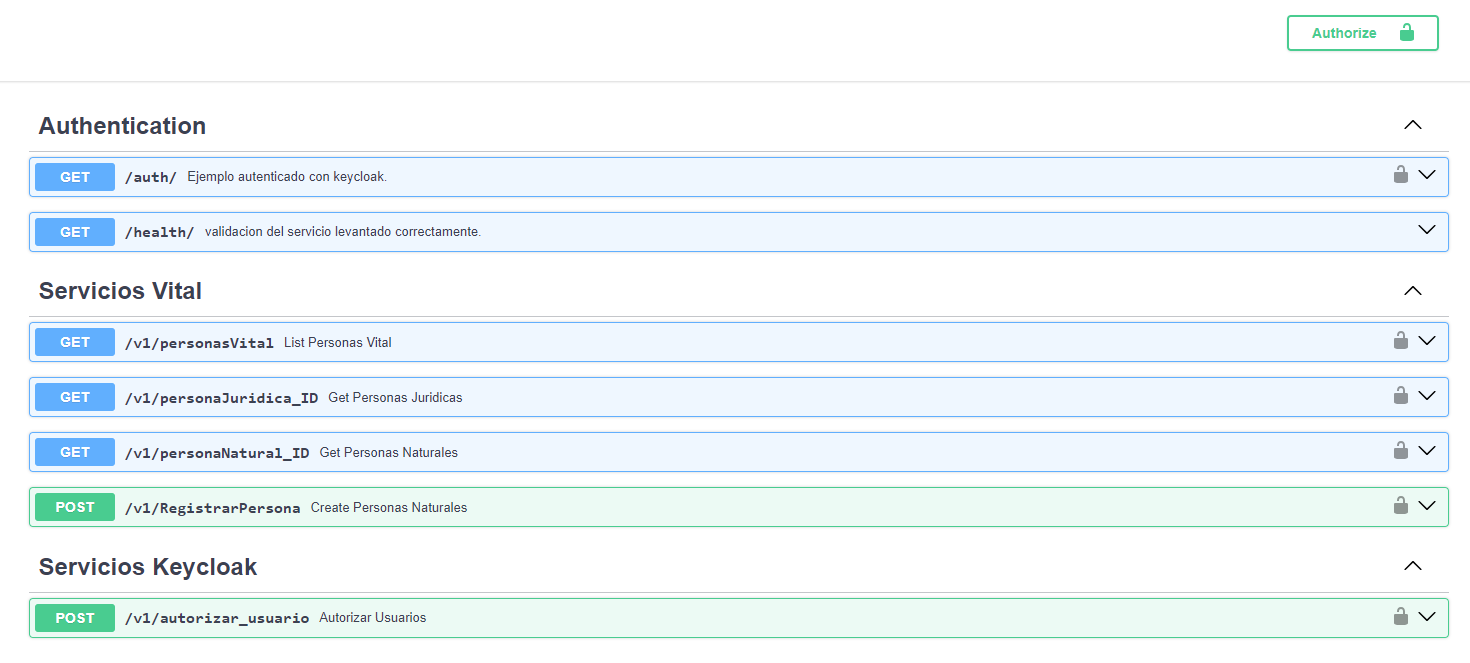 Authorize
Authentication
GET /auth/ Ejemplo autenticado con keycloak.
GET /health/ validacion del servicio levantado correctamente.
Servicios Vital
GET /v1/personasVital List Personas Vital
GET /v1/personaJuridica_ID Get Personas Juridicas
GET /v1/personaNatural_ID Get Personas Naturales
POST /v1/RegistrarPersona Create Personas Naturales
Servicios Keycloak
POST /v1/autorizar_usuario Autorizar Usuarios